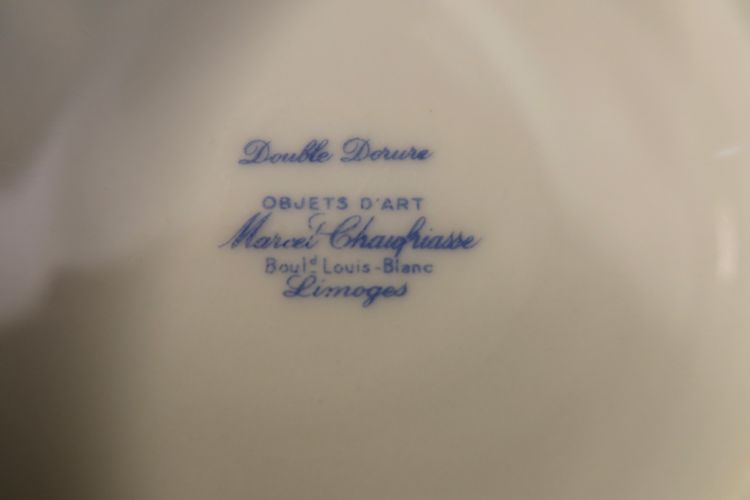 Double Dorure
OBJETS D'ART
Marcel Chaufriasse
Boul.d Louis-Blanc
Limoges